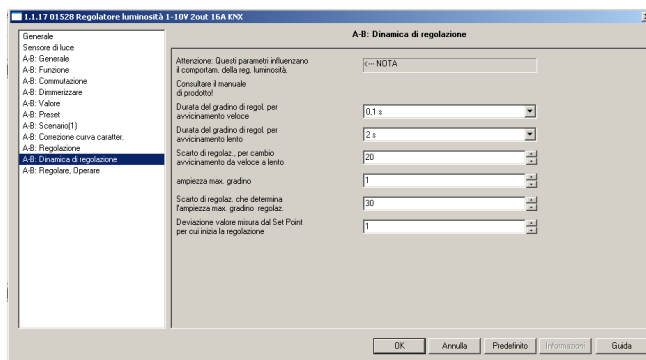 1.1.17 01528 Regolatore luminosità 1-10V 2out 16A KNX
Generale
Sensore di luce
A-B: Generale
A-B: Funzione
A-B: Commutazione
A-B: Dimmerizzare
A-B: Valore
A-B: Preset
A-B: Scenario(1)
A-B: Correzione curva caratter.
A-B: Regolazione
A-B: Dinamica di regolazione
A-B: Regolare, Operare
A-B: Dinamica di regolazione
Attenzione: Questi parametri influenzano
il comportam. della reg. luminosità.
<--- NOTA
Consultare il manuale
di prodotto!
Durata del gradino di regol. per
avvicinamento veloce
0,1 s
Durata del gradino di regol. per
avvicinamento lento
2 s
Scarto di regolaz., per cambio
avvicinamento da veloce a lento
20
ampiezza max. gradino
1
Scarto di regolaz. che determina
l'ampiezza max. gradino regolaz.
30
Deviazione valore misura dal Set Point
per cui inizia la regolazione
1
OK
Annulla
Predefinito
Informazioni
Guida